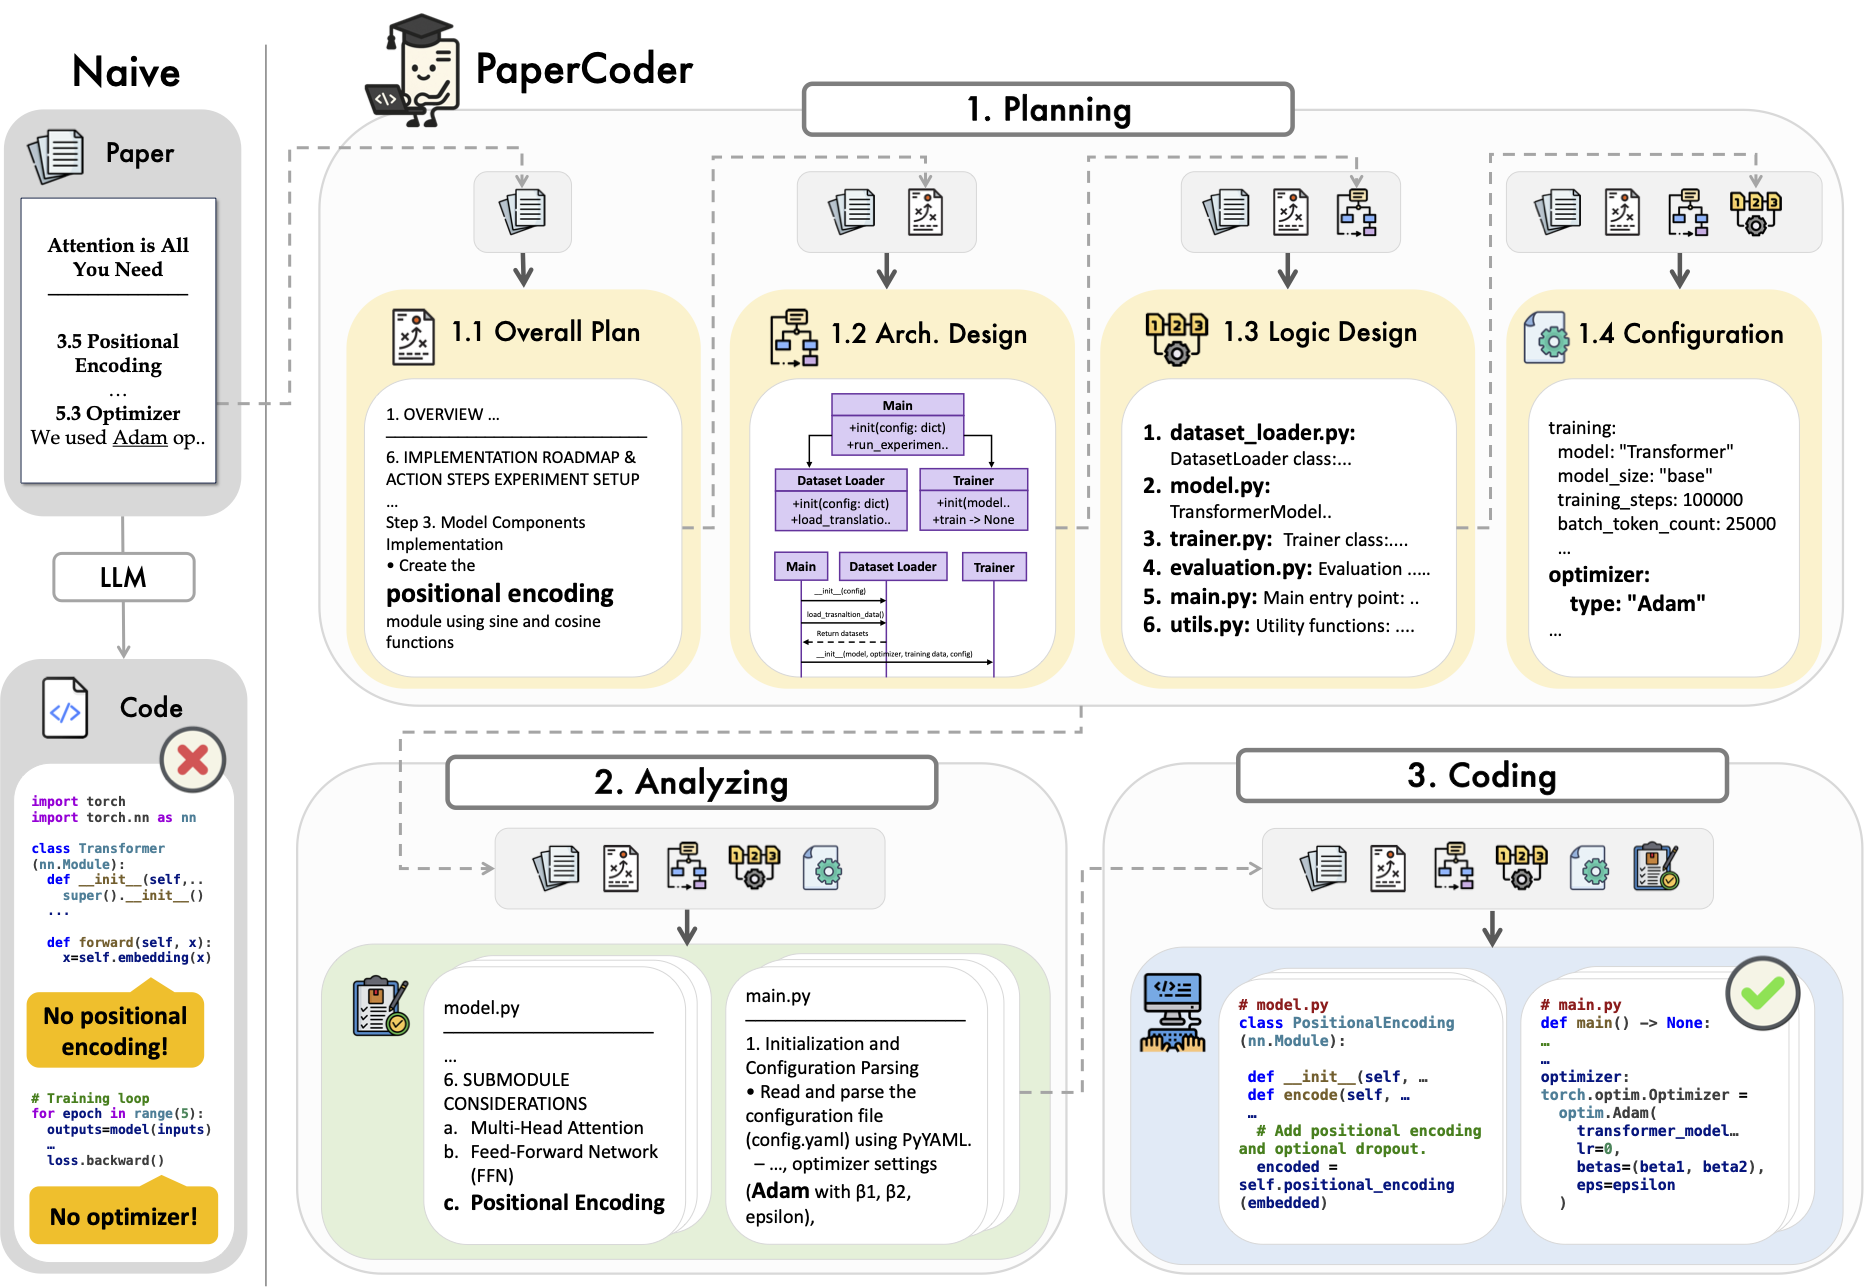 Naive
Paper
Attention is All
You Need
3.5 Positional
Encoding
...
5.3 Optimizer
We used Adam op..
LLM
Code
import torch
import torch.nn as nn
class Transformer
(nn.Module):
def __init__(self,..
super().__init__()
...
def forward(self, x):
x=self.embedding(x)
No positional
encoding!
# Training loop
for epoch in range(5):
outputs=model(inputs)
…
loss.backward()
No optimizer!
PaperCoder
1. Planning
1.1 Overall Plan
1. OVERVIEW ...
6. IMPLEMENTATION ROADMAP &
ACTION STEPS EXPERIMENT SETUP
...
Step 3. Model Components
Implementation
• Create the
positional encoding
module using sine and cosine
functions
1.2 Arch. Design
Main
+init(config: dict)
+run_experimen..
Dataset Loader
+init(config: dict)
+load_translatio..
Trainer
+init(model..
+train -> None
Main
Dataset Loader
Trainer
__init__(config)
load_trasnaltion_data()
Return datasets
__init__(model, optimizer, training data, config)
1 2 3
1.3 Logic Design
1. dataset_loader.py:
DatasetLoader class:...
2. model.py:
TransformerModel..
3. trainer.py: Trainer class:....
4. evaluation.py: Evaluation .....
5. main.py: Main entry point: ..
6. utils.py: Utility functions: ....
1 2 3
1.4 Configuration
training:
model: "Transformer"
model_size: "base"
training_steps: 100000
batch_token_count: 25000
...
optimizer:
type: "Adam"
...
2. Analyzing
1 2 3
model.py
...
6. SUBMODULE
CONSIDERATIONS
a. Multi-Head Attention
b. Feed-Forward Network
(FFN)
c. Positional Encoding
main.py
1. Initialization and
Configuration Parsing
• Read and parse the
configuration file
(config.yaml) using PyYAML.
– ..., optimizer settings
(Adam with β1, β2,
epsilon),
3. Coding
1 2 3
# model.py
class PositionalEncoding
(nn.Module):
def __init__(self, …
def encode(self, …
…
# Add positional encoding
and optional dropout.
encoded =
self.positional_encoding
(embedded)
# main.py
def main() -> None:
…
…
optimizer:
torch.optim.Optimizer =
optim.Adam(
transformer_model…
lr=0,
betas=(beta1, beta2),
eps=epsilon
)